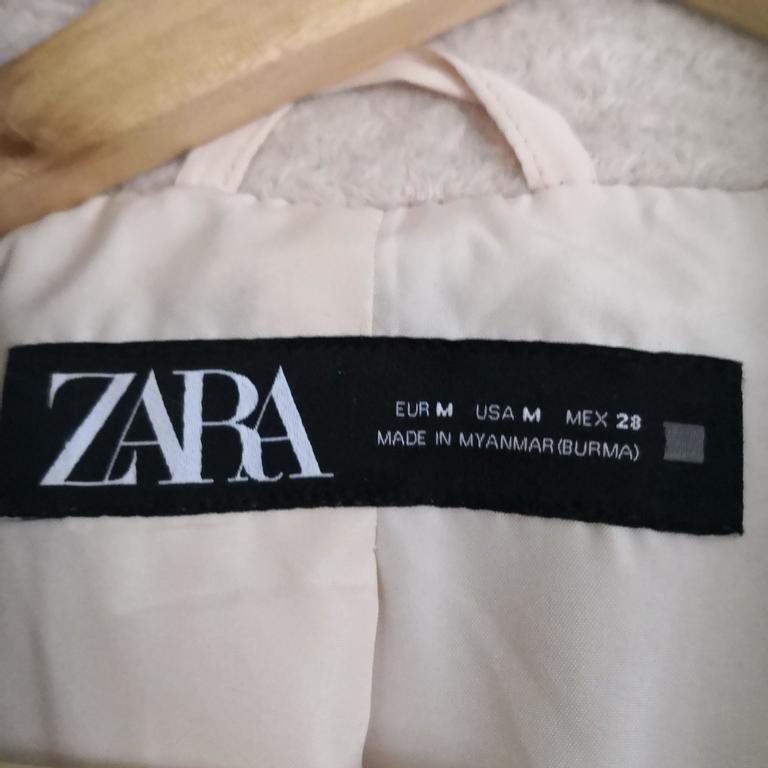 ZARA
EUR M USA M MEX 28
MADE IN MYANMAR (BURMA)